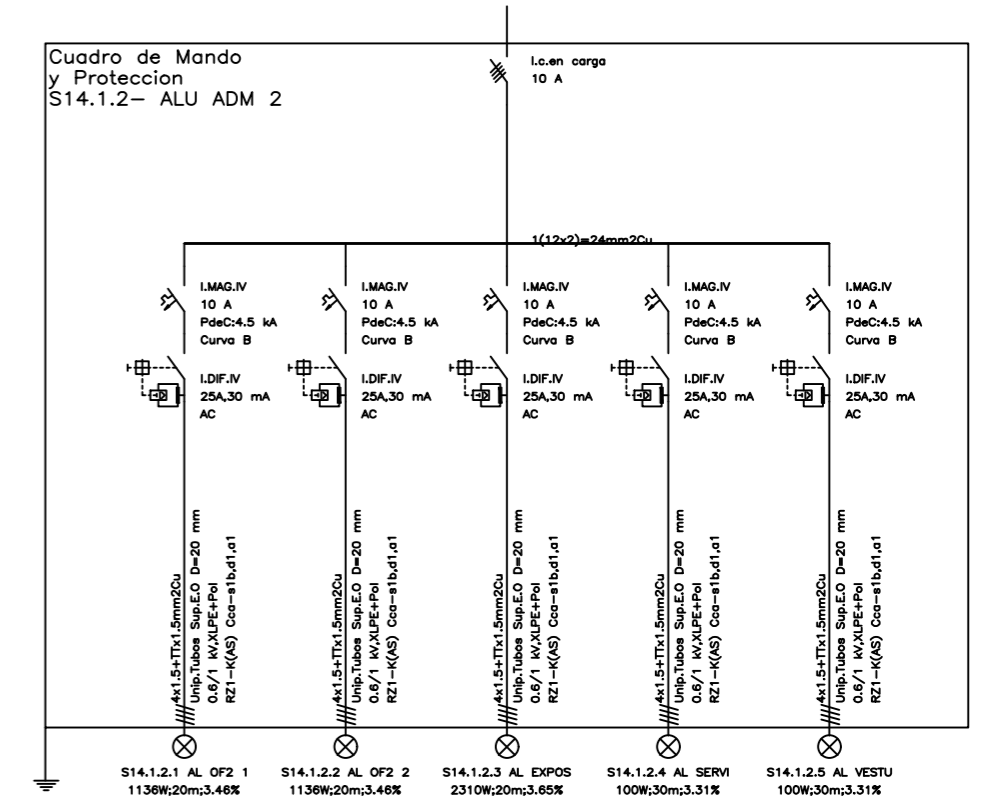 Cuadro de Mando
y Proteccion
S14.1.2- ALU ADM 2
I.c.en carga
10 A
1(12x2)=24mm2Cu
I.MAG.IV
10 A
PdeC:4.5 kA
Curva B
I.DIF.IV
25A,30 mA
AC
4x1.5+TTx1.5mm2Cu
Unip.Tubos Sup.E.O D=20 mm
0.6/1 kV,XLPE+Pol
RZ1-K(AS) Cca-s1b,d1,a1
S14.1.2.1 AL OF2 1
1136W;20m;3.46%
I.MAG.IV
10 A
PdeC:4.5 kA
Curva B
I.DIF.IV
25A,30 mA
AC
4x1.5+TTx1.5mm2Cu
Unip.Tubos Sup.E.O D=20 mm
0.6/1 kV,XLPE+Pol
RZ1-K(AS) Cca-s1b,d1,a1
S14.1.2.2 AL OF2 2
1136W;20m;3.46%
I.MAG.IV
10 A
PdeC:4.5 kA
Curva B
I.DIF.IV
25A,30 mA
AC
4x1.5+TTx1.5mm2Cu
Unip.Tubos Sup.E.O D=20 mm
0.6/1 kV,XLPE+Pol
RZ1-K(AS) Cca-s1b,d1,a1
S14.1.2.3 AL EXPOS
2310W;20m;3.65%
I.MAG.IV
10 A
PdeC:4.5 kA
Curva B
I.DIF.IV
25A,30 mA
AC
4x1.5+TTx1.5mm2Cu
Unip.Tubos Sup.E.O D=20 mm
0.6/1 kV,XLPE+Pol
RZ1-K(AS) Cca-s1b,d1,a1
S14.1.2.4 AL SERVI
100W;30m;3.31%
I.MAG.IV
10 A
PdeC:4.5 kA
Curva B
I.DIF.IV
25A,30 mA
AC
4x1.5+TTx1.5mm2Cu
Unip.Tubos Sup.E.O D=20 mm
0.6/1 kV,XLPE+Pol
RZ1-K(AS) Cca-s1b,d1,a1
S14.1.2.5 AL VESTU
100W;30m;3.31%